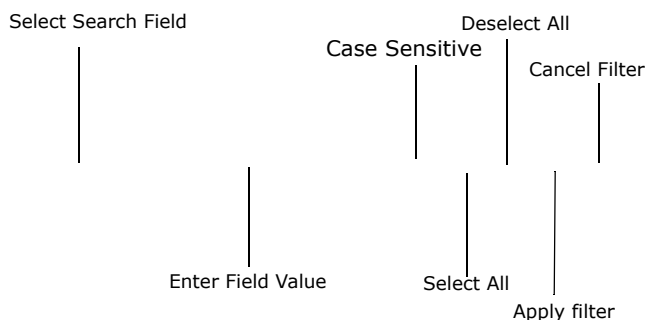 Select Search Field
Deselect All
Case Sensitive
Cancel Filter
Enter Field Value
Select All
Apply filter